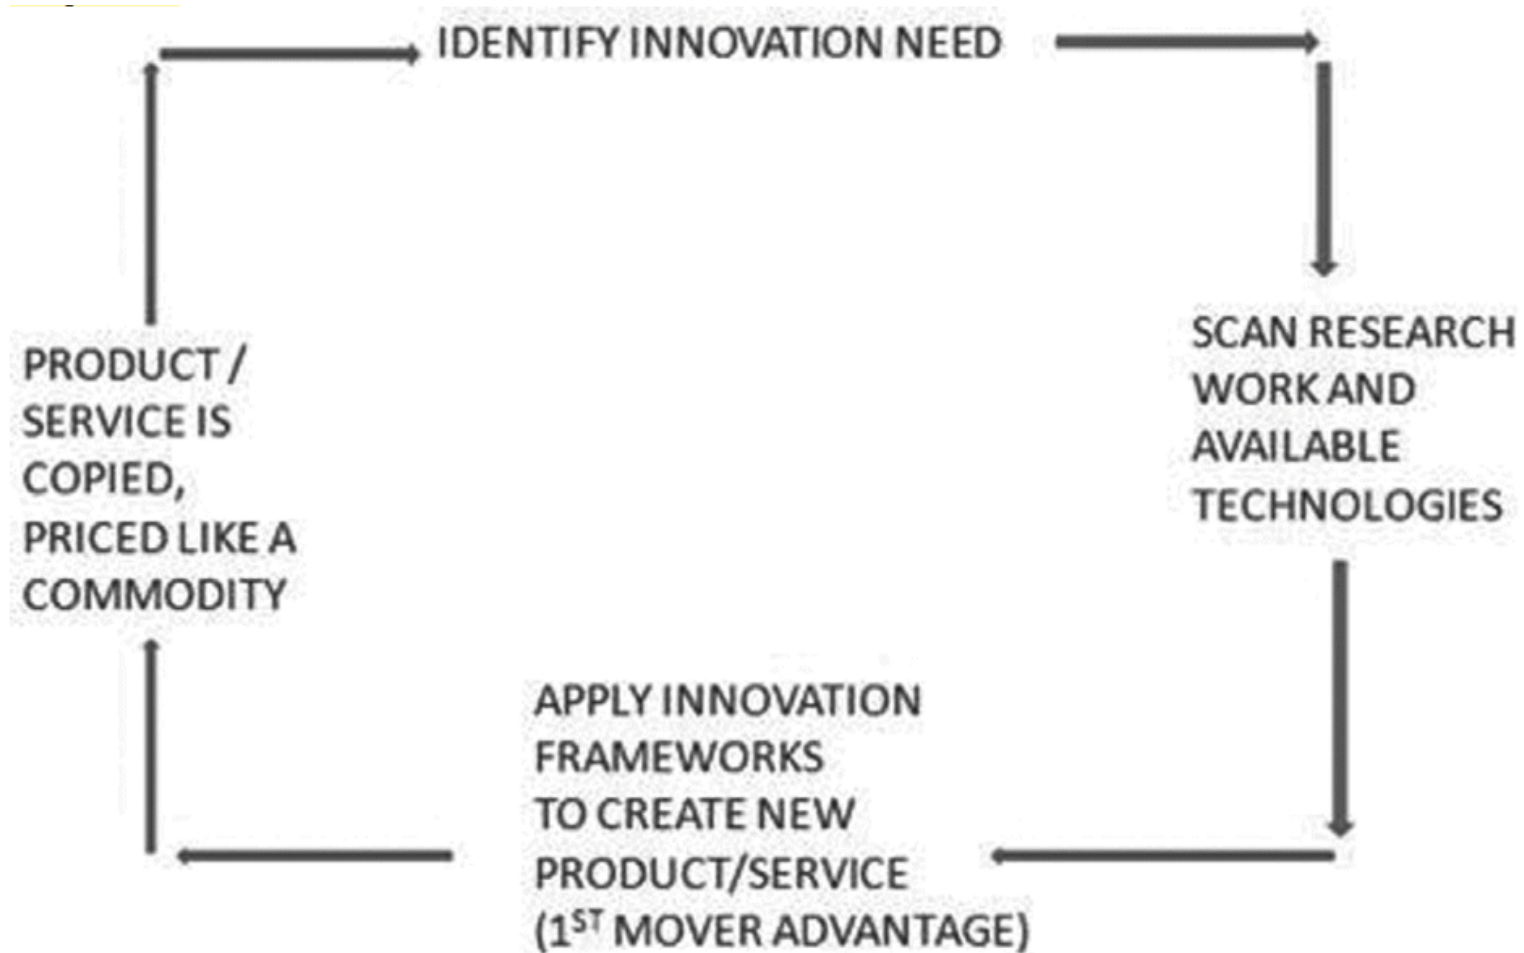 IDENTIFY INNOVATION NEED
SCAN RESEARCH
WORK AND
AVAILABLE
TECHNOLOGIES
APPLY INNOVATION
FRAMEWORKS
TO CREATE NEW
PRODUCT/SERVICE
(1ST MOVER ADVANTAGE)
PRODUCT /
SERVICE IS
COPIED,
PRICED LIKE A
COMMODITY